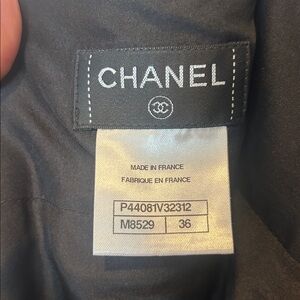 CHANEL
MADE IN FRANCE
FABRIQUE EN FRANCE
P44081V32312
M8529 36